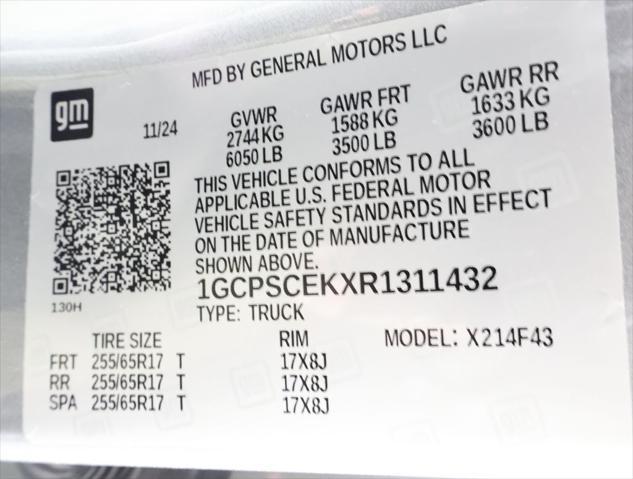 MFD BY GENERAL MOTORS LLC
gm
11/24
GVWR GAWR FRT GAWR RR
2744 KG 1588 KG 1633 KG
6050 LB 3500 LB 3600 LB
THIS VEHICLE CONFORMS TO ALL
APPLICABLE U.S. FEDERAL MOTOR
VEHICLE SAFETY STANDARDS IN EFFECT
ON THE DATE OF MANUFACTURE
SHOWN ABOVE.
1GCPSCEKXR1311432
130H
TYPE: TRUCK
TIRE SIZE RIM MODEL: X214F43
FRT 255/65R17 T 17X8J
RR 255/65R17 T 17X8J
SPA 255/65R17 T 17X8J